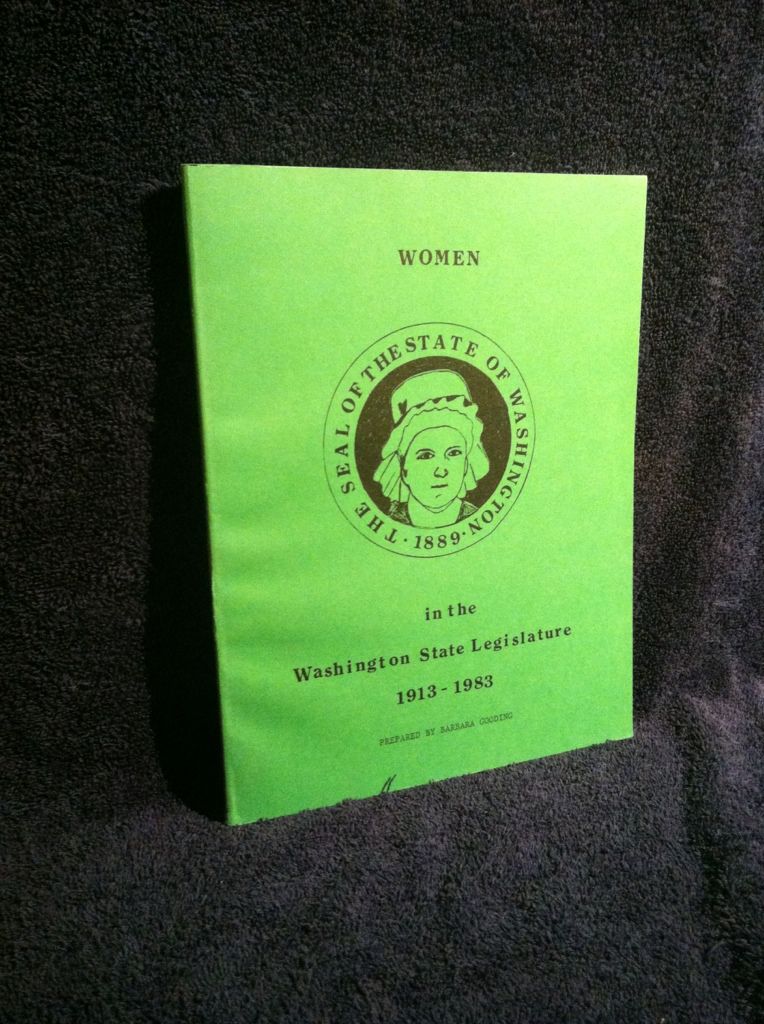 WOMEN
THE SEAL OF THE STATE OF WASHINGTON
· 1889 ·
in the
Washington State Legislature
1913 - 1983
PREPARED BY BARBARA GOODING